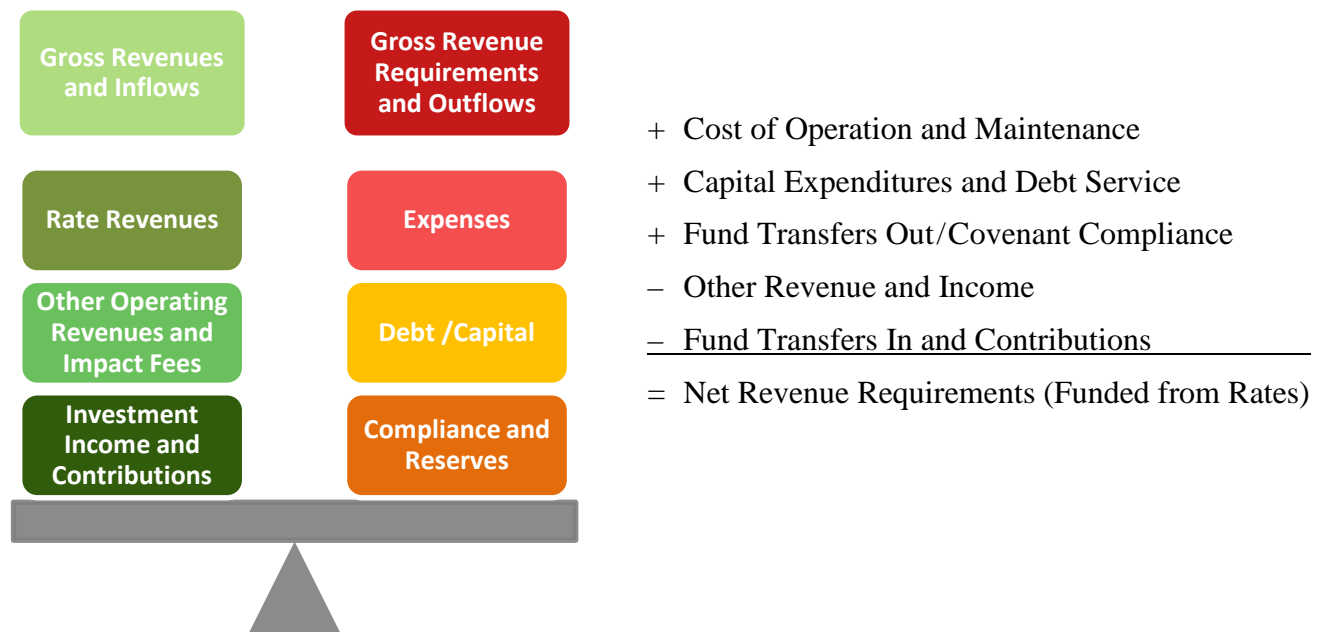 Gross Revenues
and Inflows
Gross Revenue
Requirements
and Outflows
Rate Revenues
Expenses
Other Operating
Revenues and
Impact Fees
Debt /Capital
Investment
Income and
Contributions
Compliance and
Reserves
+ Cost of Operation and Maintenance
+ Capital Expenditures and Debt Service
+ Fund Transfers Out/Covenant Compliance
– Other Revenue and Income
– Fund Transfers In and Contributions
= Net Revenue Requirements (Funded from Rates)